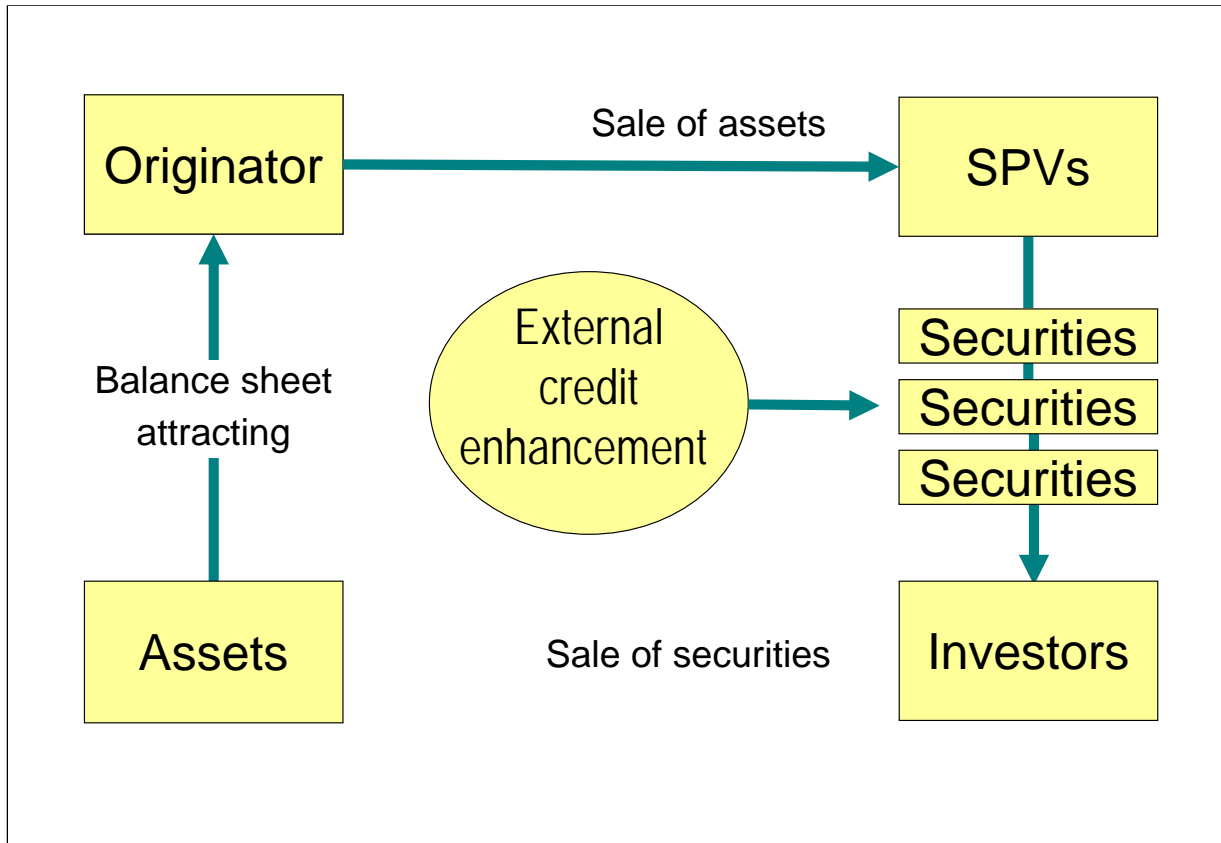 Sale of assets
Originator
SPVs
External
credit
enhancement
Securities
Securities
Securities
Balance sheet
attracting
Assets
Sale of securities
Investors